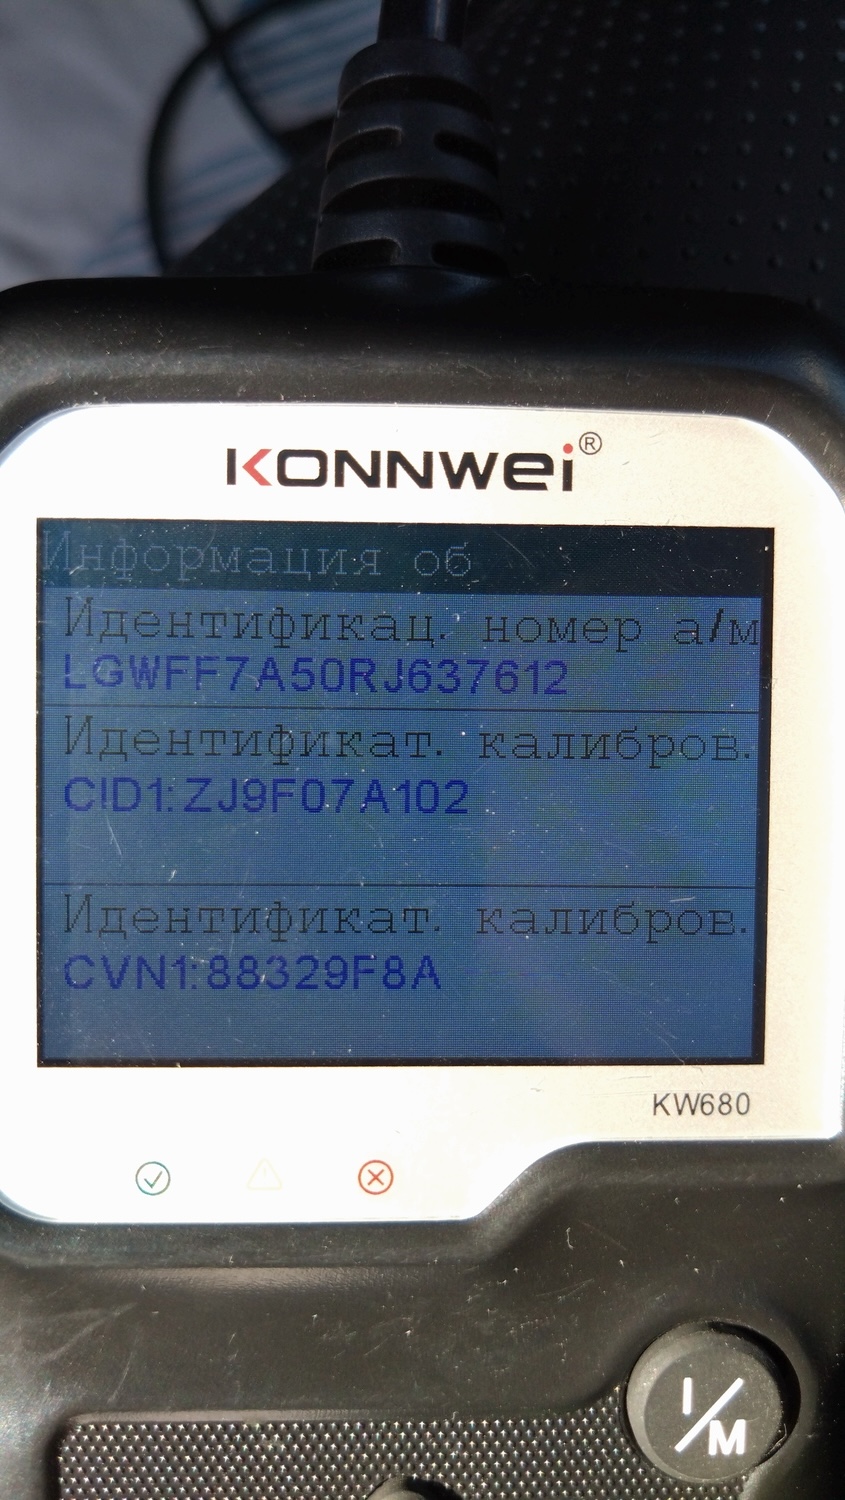 KONNWEI®
Информация об
Идентификац. номер а/м
LGWFF7A50RJ637612
Идентификат. калибров.
CID1:ZJ9F07A102
Идентификат. калибров.
CVN1:88329F8A
KW680
I/M